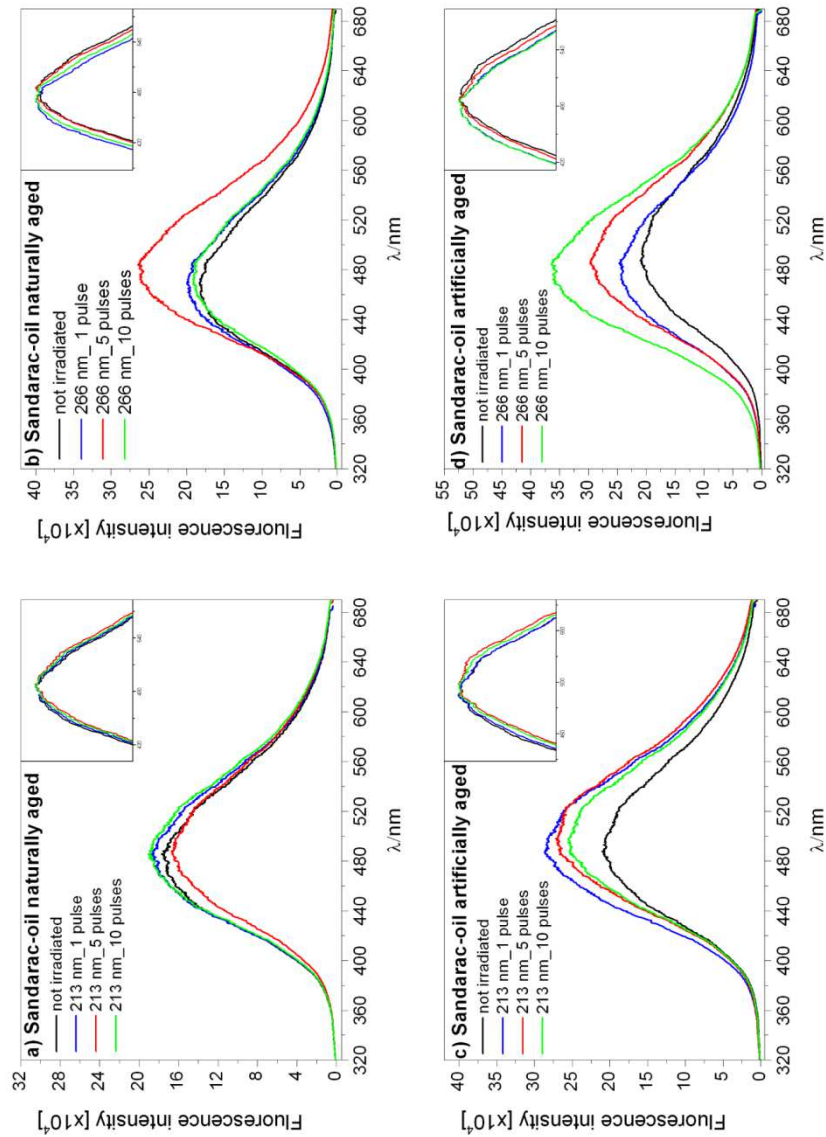 a) Sandarac-oil naturally aged
not irradiated
213 nm_1 pulse
213 nm_5 pulses
213 nm_10 pulses
Fluorescence intensity [x10⁴]
32
28
24
20
16
12
8
4
0
320 360 400 440 480 520 560 600 640 680
λ/nm
b) Sandarac-oil naturally aged
not irradiated
266 nm_1 pulse
266 nm_5 pulses
266 nm_10 pulses
Fluorescence intensity [x10⁴]
40
35
30
25
20
15
10
5
0
320 360 400 440 480 520 560 600 640 680
λ/nm
c) Sandarac-oil artificially aged
not irradiated
213 nm_1 pulse
213 nm_5 pulses
213 nm_10 pulses
Fluorescence intensity [x10⁴]
40
35
30
25
20
15
10
5
0
320 360 400 440 480 520 560 600 640 680
λ/nm
d) Sandarac-oil artificially aged
not irradiated
266 nm_1 pulse
266 nm_5 pulses
266 nm_10 pulses
Fluorescence intensity [x10⁴]
55
50
45
40
35
30
25
20
15
10
5
0
320 360 400 440 480 520 560 600 640 680
λ/nm